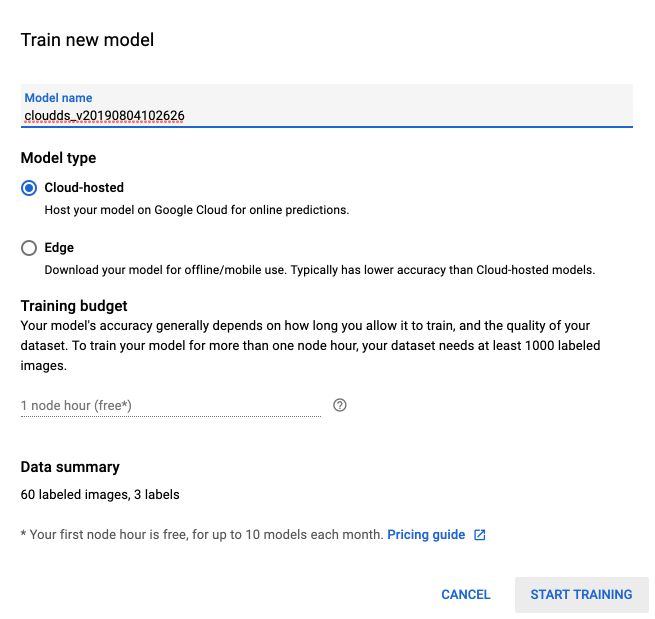 Train new model
Model name
cloudds_v20190804102626
Model type
Cloud-hosted
Host your model on Google Cloud for online predictions.
Edge
Download your model for offline/mobile use. Typically has lower accuracy than Cloud-hosted models.
Training budget
Your model's accuracy generally depends on how long you allow it to train, and the quality of your
dataset. To train your model for more than one node hour, your dataset needs at least 1000 labeled
images.
1 node hour (free*) ?
Data summary
60 labeled images, 3 labels
* Your first node hour is free, for up to 10 models each month. Pricing guide
CANCEL START TRAINING